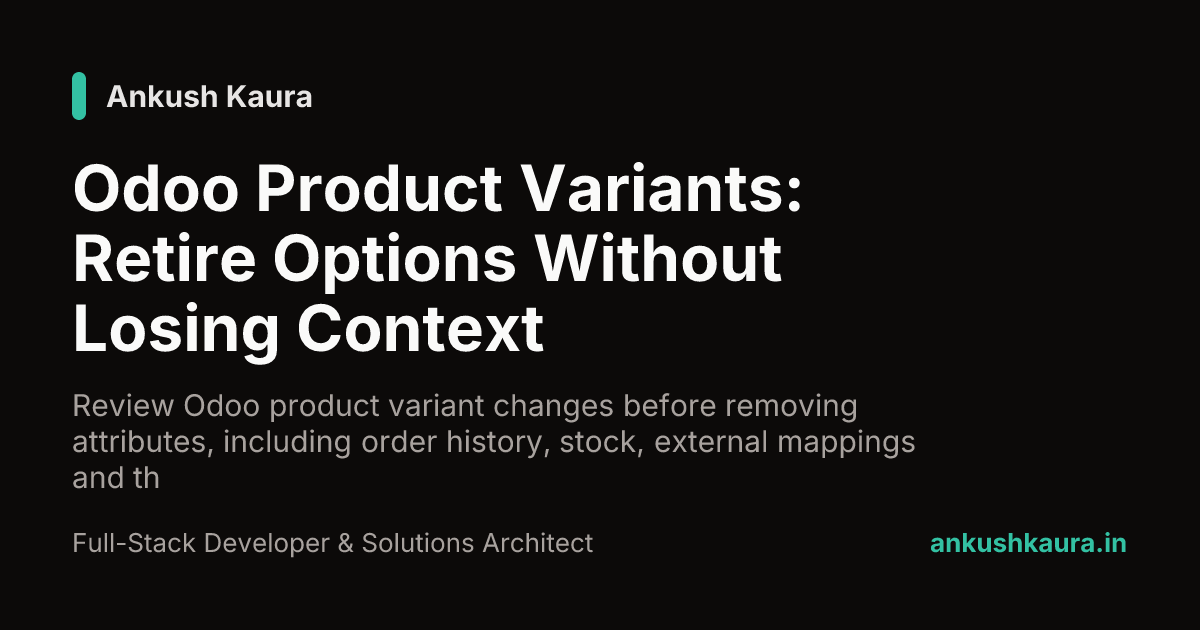 Ankush Kaura
Odoo Product Variants:
Retire Options Without
Losing Context
Review Odoo product variant changes before removing
attributes, including order history, stock, external mappings
and th
Full-Stack Developer & Solutions Architect
ankushkaura.in